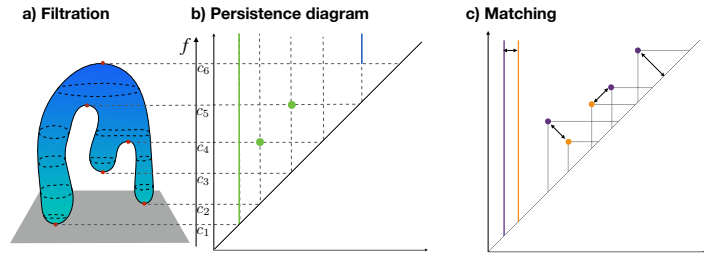 a) Filtration
b) Persistence diagram
c) Matching
f
c₆
c₅
c₄
c₃
c₂
c₁